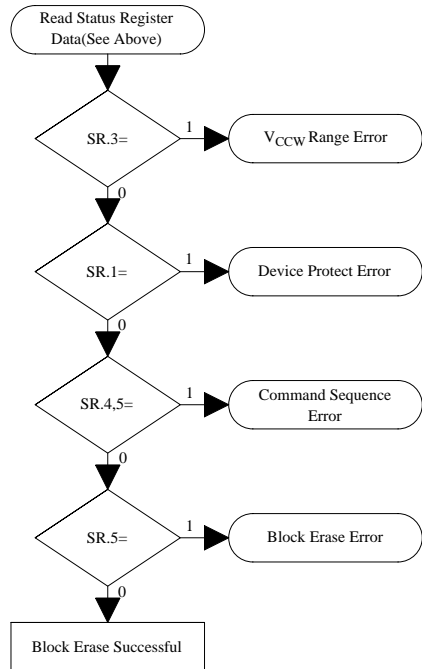 Read Status Register
Data(See Above)
SR.3=
1
VCCW Range Error
0
SR.1=
1
Device Protect Error
0
SR.4,5=
1
Command Sequence
Error
0
SR.5=
1
Block Erase Error
0
Block Erase Successful